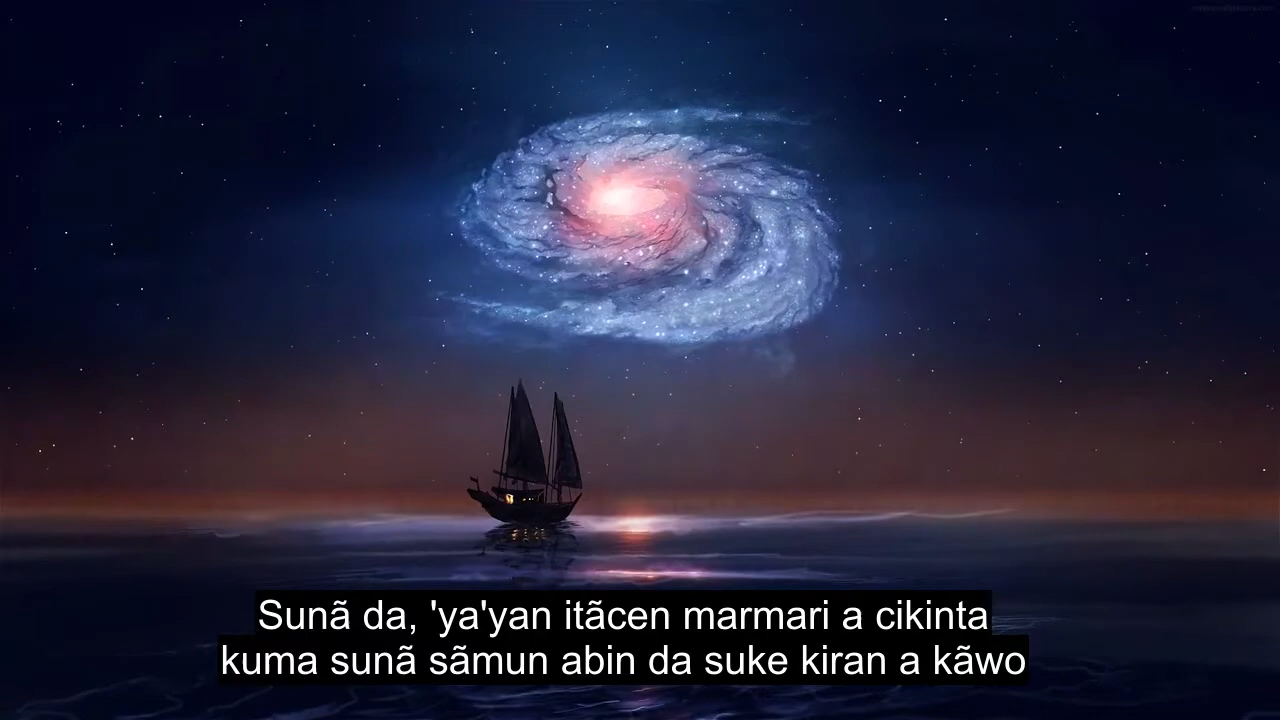 Sunã da, 'ya'yan itãcen marmari a cikinta
kuma sunã sãmun abin da suke kiran a kãwo